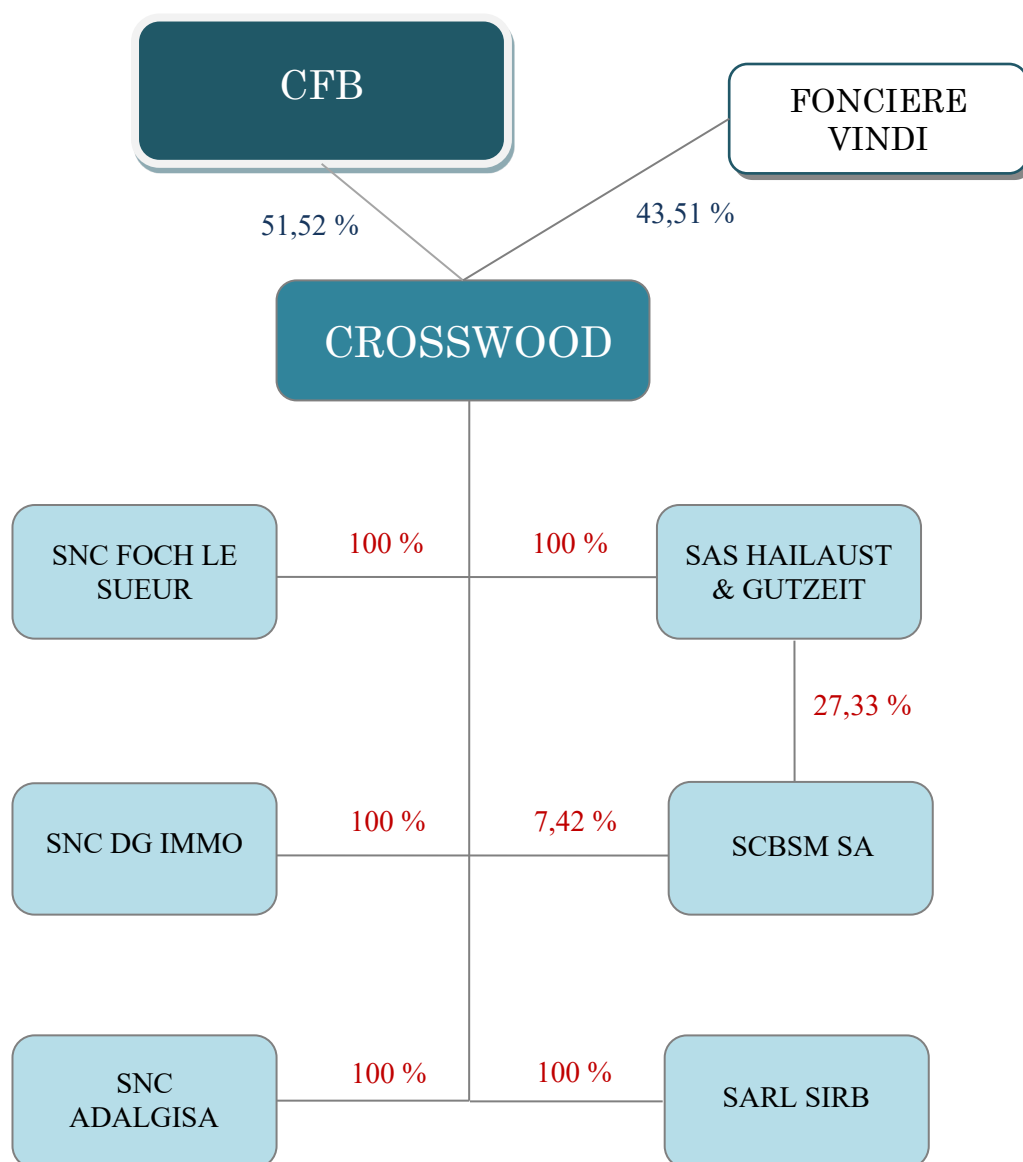 CFB
FONCIERE
VINDI
51,52 %
43,51 %
CROSSWOOD
SNC FOCH LE
SUEUR
100 %
100 %
SAS HAILAUST
& GUTZEIT
27,33 %
SNC DG IMMO
100 %
7,42 %
SCBSM SA
SNC
ADALGISA
100 %
100 %
SARL SIRB